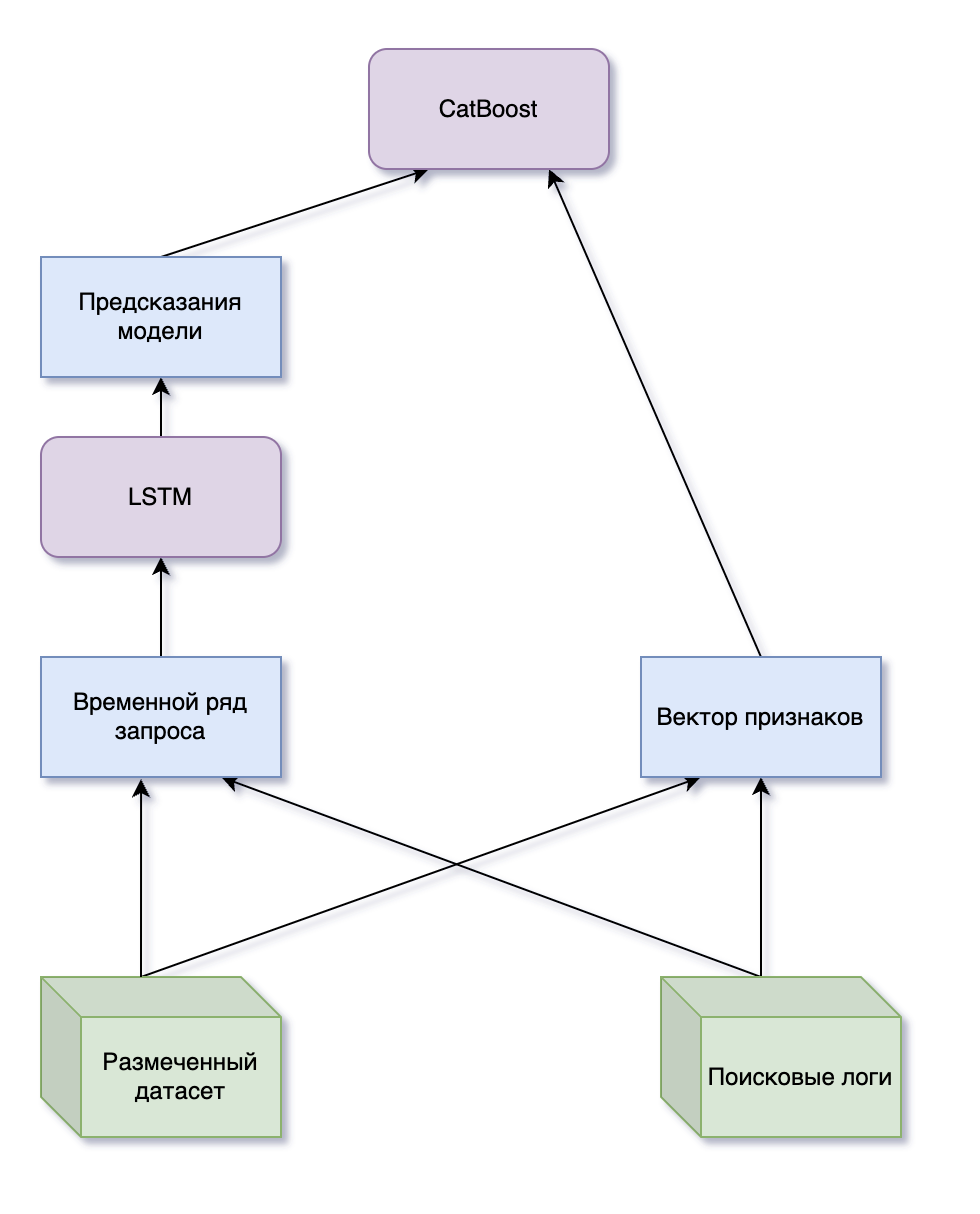 CatBoost
Предсказания
модели
LSTM
Временной ряд
запроса
Вектор признаков
Размеченный
датасет
Поисковые логи